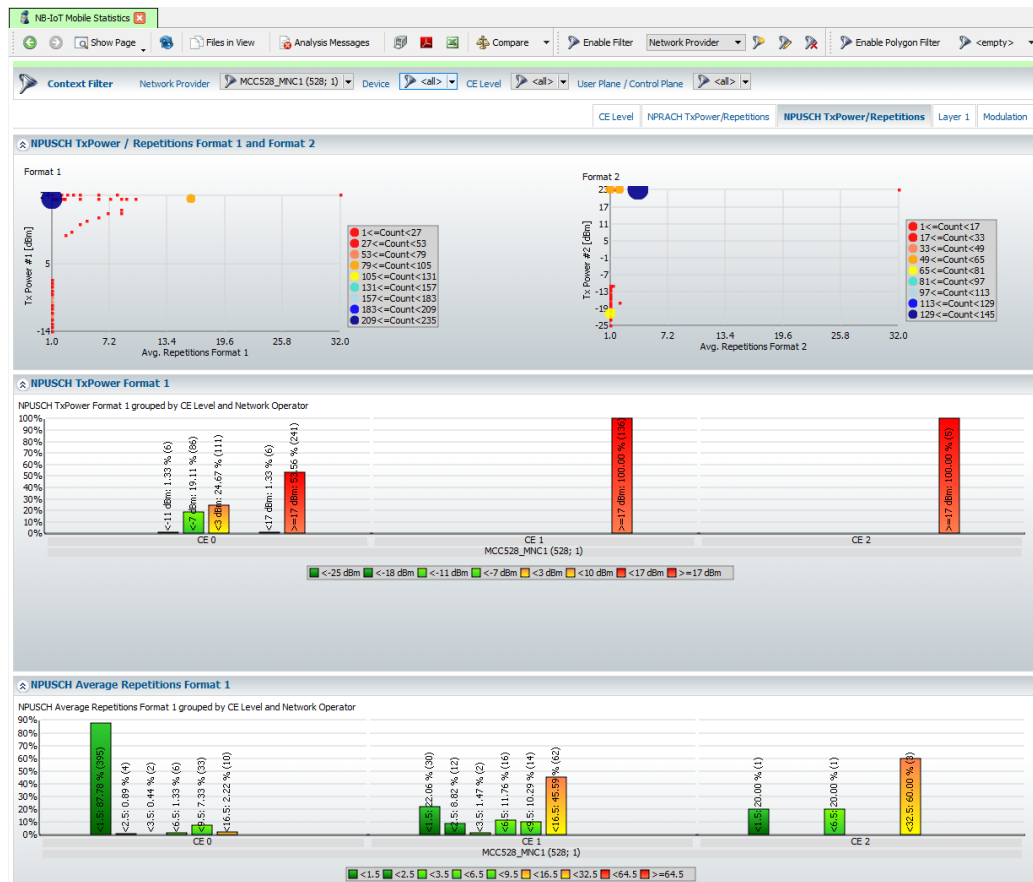 NB-IoT Mobile Statistics
Show Page Files in View Analysis Messages Compare Enable Filter Network Provider Enable Polygon Filter <empty>
Context Filter Network Provider MCC528_MNC1 (528; 1) Device <all> CE Level <all> User Plane / Control Plane <all>
CE Level NPRACH TxPower/Repetitions NPUSCH TxPower/Repetitions Layer 1 Modulation
NPUSCH TxPower / Repetitions Format 1 and Format 2
Format 1
Tx Power #1 [dBm]
5
-14
1.0 7.2 13.4 19.6 25.8 32.0
Avg. Repetitions Format 1
1<=Count<27
27<=Count<53
53<=Count<79
79<=Count<105
105<=Count<131
131<=Count<157
157<=Count<183
183<=Count<209
209<=Count<235
Format 2
Tx Power #2 [dBm]
23
17
11
5
-1
-7
-13
-19
-25
1.0 7.2 13.4 19.6 25.8 32.0
Avg. Repetitions Format 2
1<=Count<17
17<=Count<33
33<=Count<49
49<=Count<65
65<=Count<81
81<=Count<97
97<=Count<113
113<=Count<129
129<=Count<145
NPUSCH TxPower Format 1
NPUSCH TxPower Format 1 grouped by CE Level and Network Operator
100%
90%
80%
70%
60%
50%
40%
30%
20%
10%
0%
<-11 dBm: 1.33 % (6)
<-7 dBm: 19.11 % (86)
<3 dBm: 24.67 % (111)
<17 dBm: 1.33 % (6)
>=17 dBm: 53.56 % (241)
>=17 dBm: 100.00 % (136)
>=17 dBm: 100.00 % (5)
CE 0 CE 1 CE 2
MCC528_MNC1 (528; 1)
<-25 dBm <-18 dBm <-11 dBm <-7 dBm <3 dBm <10 dBm <17 dBm >=17 dBm
NPUSCH Average Repetitions Format 1
NPUSCH Average Repetitions Format 1 grouped by CE Level and Network Operator
90%
80%
70%
60%
50%
40%
30%
20%
10%
0%
<1.5: 87.78 % (395)
<2.5: 0.89 % (4)
<3.5: 0.44 % (2)
<6.5: 1.33 % (6)
<9.5: 7.33 % (33)
<16.5: 2.22 % (10)
<1.5: 22.06 % (30)
<2.5: 8.82 % (12)
<3.5: 1.47 % (2)
<6.5: 11.76 % (16)
<9.5: 10.29 % (14)
<16.5: 45.59 % (62)
<1.5: 20.00 % (1)
<6.5: 20.00 % (1)
<32.5: 60.00 % (3)
CE 0 CE 1 CE 2
MCC528_MNC1 (528; 1)
<1.5 <2.5 <3.5 <6.5 <9.5 <16.5 <32.5 <64.5 >=64.5